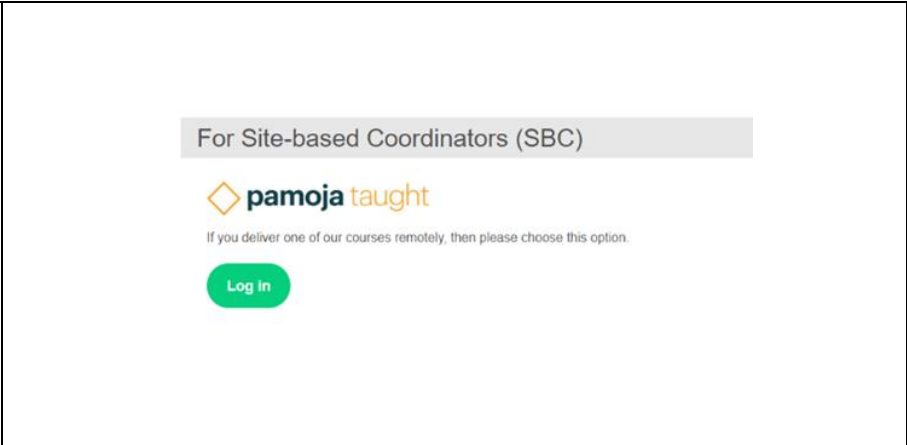 For Site-based Coordinators (SBC)
pamoja taught
If you deliver one of our courses remotely, then please choose this option.
Log in